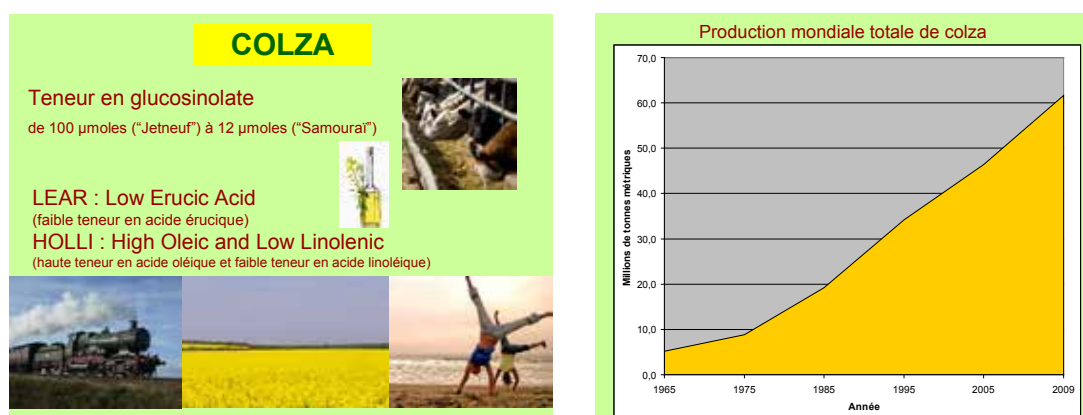 COLZA
Teneur en glucosinolate
de 100 µmoles (“Jetneuf”) à 12 µmoles (“Samouraï”)
LEAR : Low Erucic Acid
(faible teneur en acide érucique)
HOLLI : High Oleic and Low Linolenic
(haute teneur en acide oléique et faible teneur en acide linoléique)
Production mondiale totale de colza
70,0
60,0
50,0
40,0
30,0
20,0
10,0
0,0
Millions de tonnes métriques
1965 1975 1985 1995 2005 2009
Année